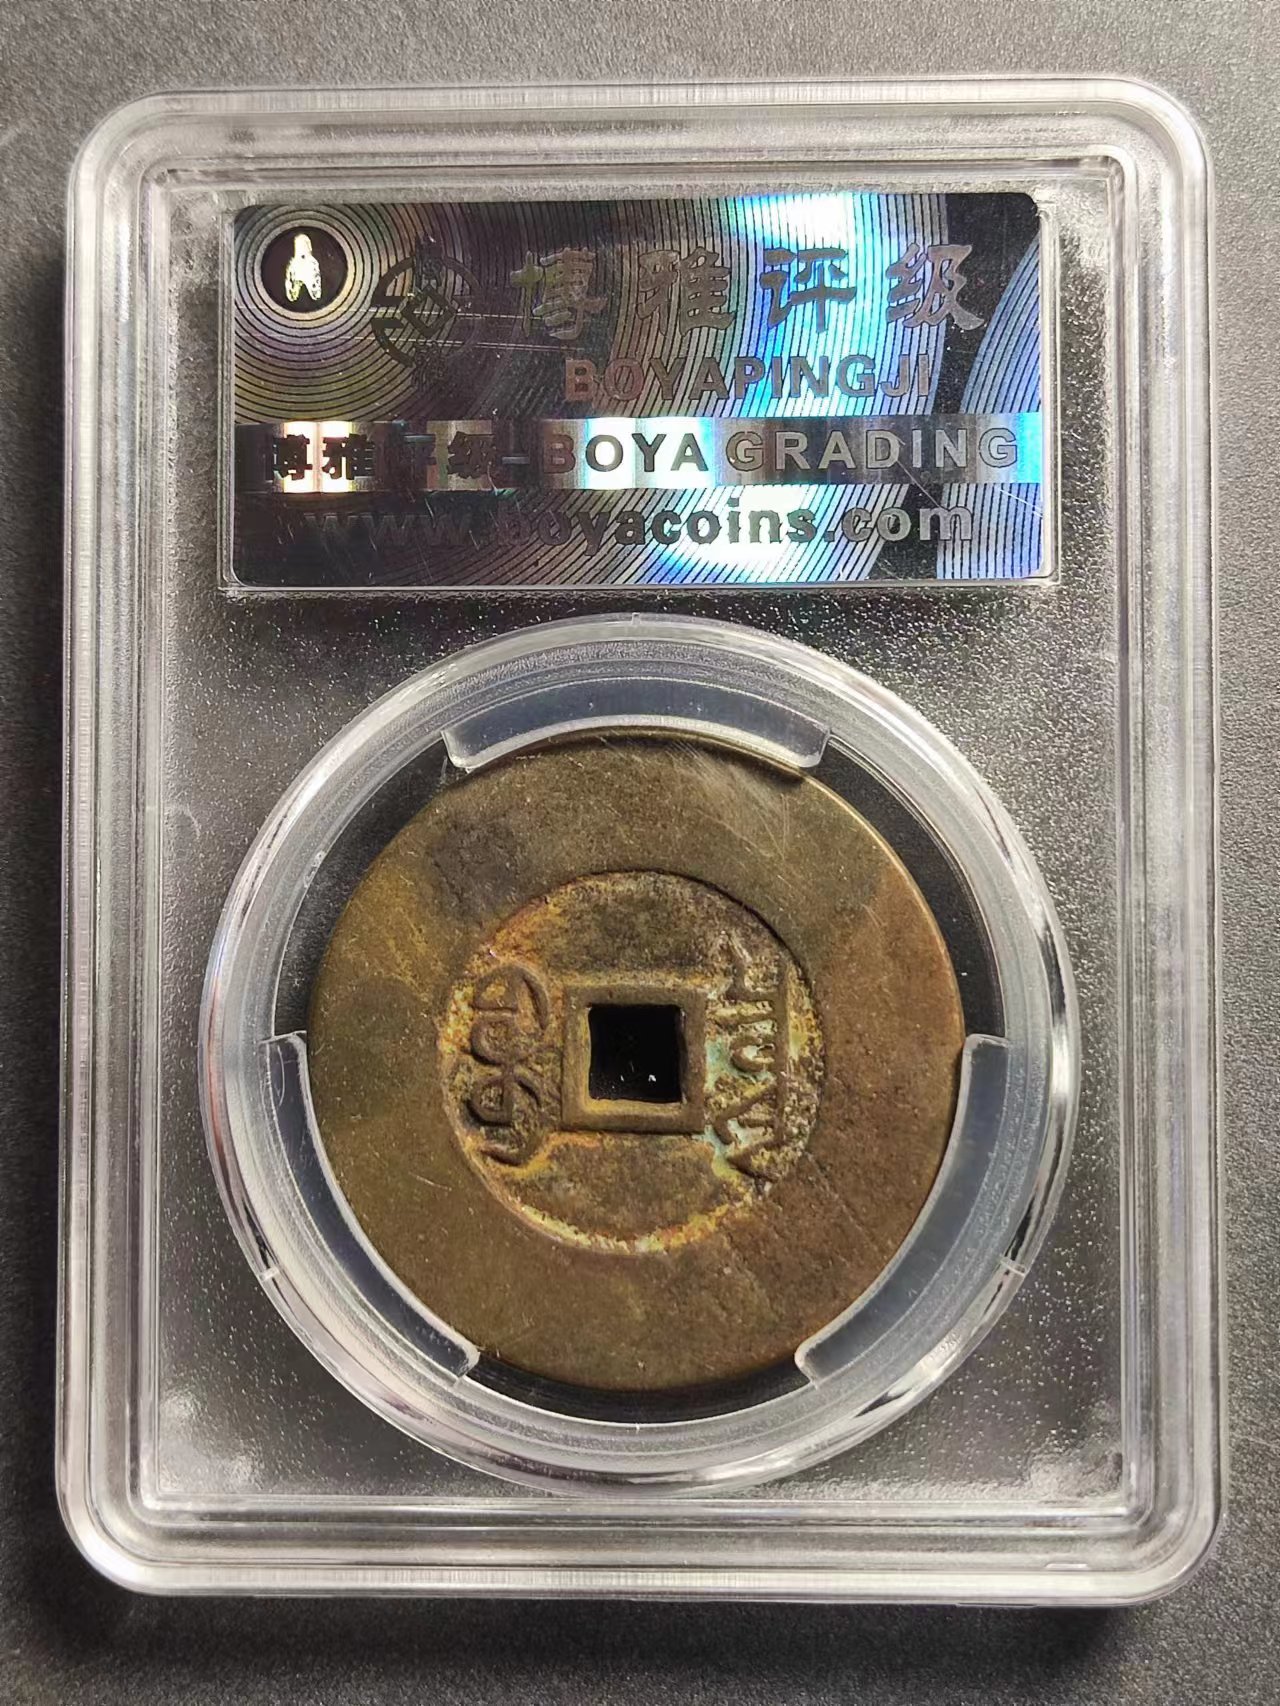 博雅评级
BOYAPINGJI
博雅评级-BOYA GRADING
www.boyacoins.com